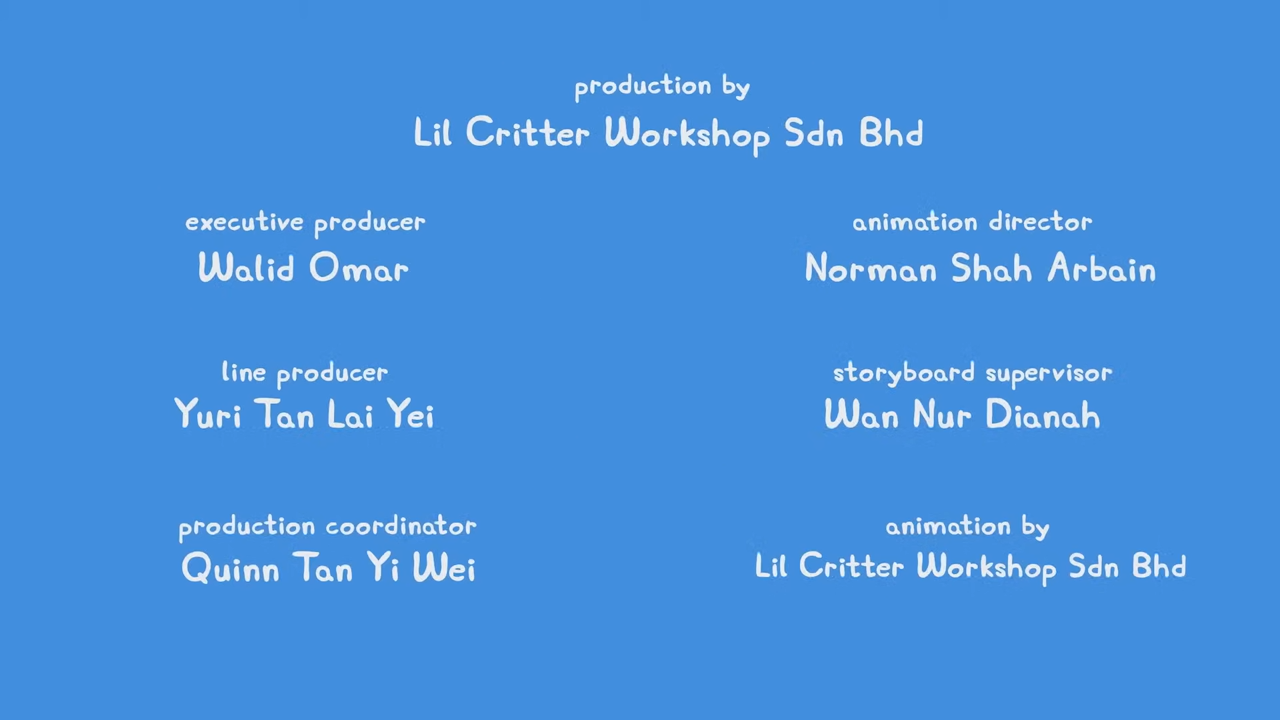 production by
Lil Critter Workshop Sdn Bhd
executive producer
Walid Omar
animation director
Norman Shah Arbain
line producer
Yuri Tan Lai Yei
storyboard supervisor
Wan Nur Dianah
production coordinator
Quinn Tan Yi Wei
animation by
Lil Critter Workshop Sdn Bhd